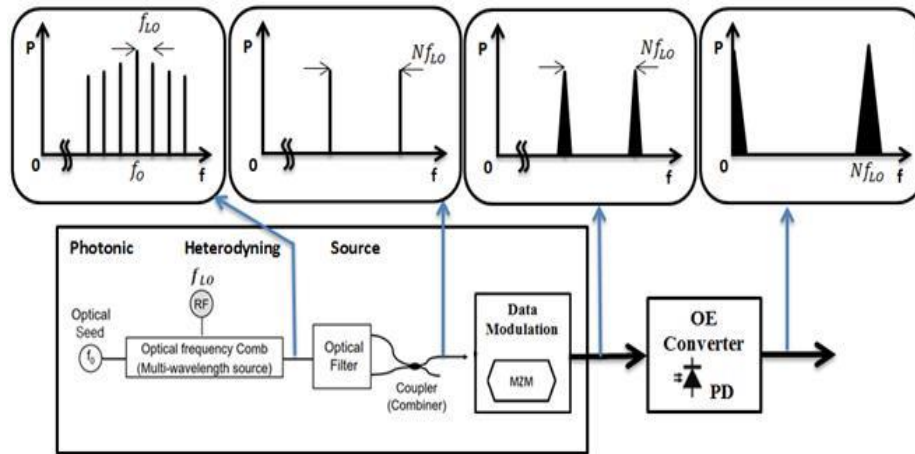 P
f_LO
0
f_O
f
P
Nf_LO
0
f
P
Nf_LO
0
f
P
0
Nf_LO
f
Photonic Heterodyning Source
f_LO
RF
Optical
Seed
f_0
Optical frequency Comb
(Multi-wavelength source)
Optical
Filter
Coupler
(Combiner)
Data
Modulation
MZM
OE
Converter
PD